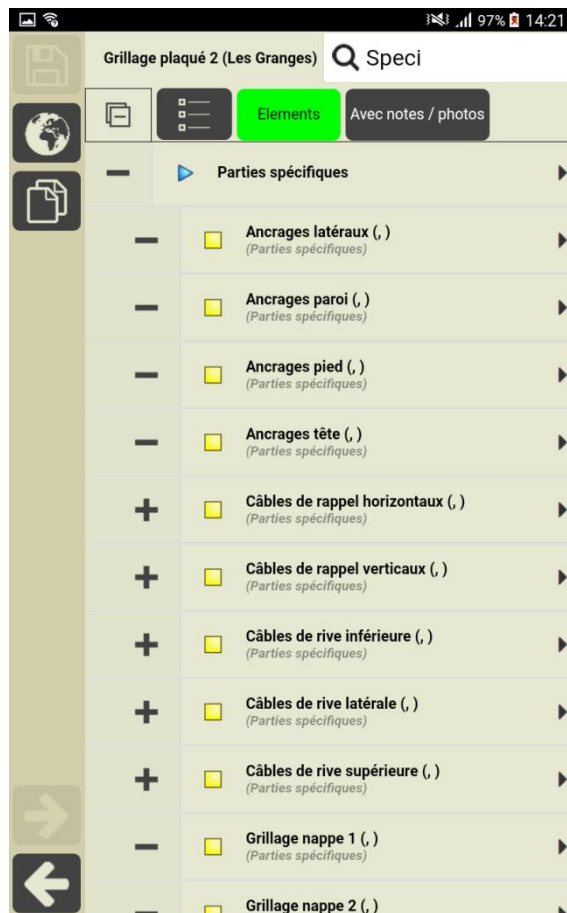 97% 14:21
Grillage plaqué 2 (Les Granges) Speci
Elements Avec notes / photos
Parties spécifiques
Ancrages latéraux (, )
(Parties spécifiques)
Ancrages paroi (, )
(Parties spécifiques)
Ancrages pied (, )
(Parties spécifiques)
Ancrages tête (, )
(Parties spécifiques)
Câbles de rappel horizontaux (, )
(Parties spécifiques)
Câbles de rappel verticaux (, )
(Parties spécifiques)
Câbles de rive inférieure (, )
(Parties spécifiques)
Câbles de rive latérale (, )
(Parties spécifiques)
Câbles de rive supérieure (, )
(Parties spécifiques)
Grillage nappe 1 (, )
(Parties spécifiques)
Grillage nappe 2 (, )